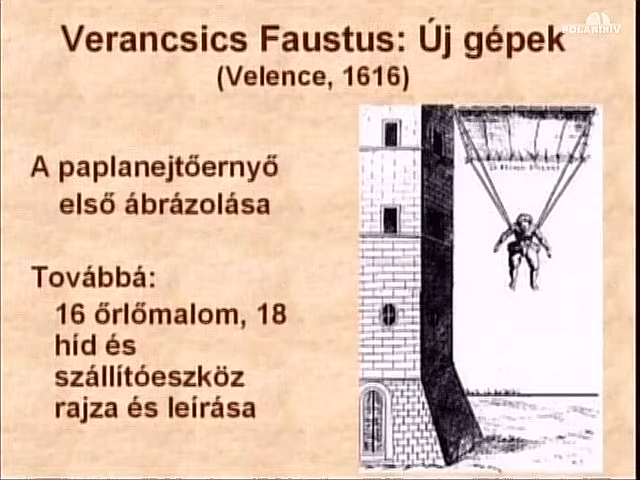 POLANIXIV
Verancsics Faustus: Új gépek
(Velence, 1616)
A paplanejtőernyő
első ábrázolása
Továbbá:
16 őrlőmalom, 18
híd és
szállítóeszköz
rajza és leírása